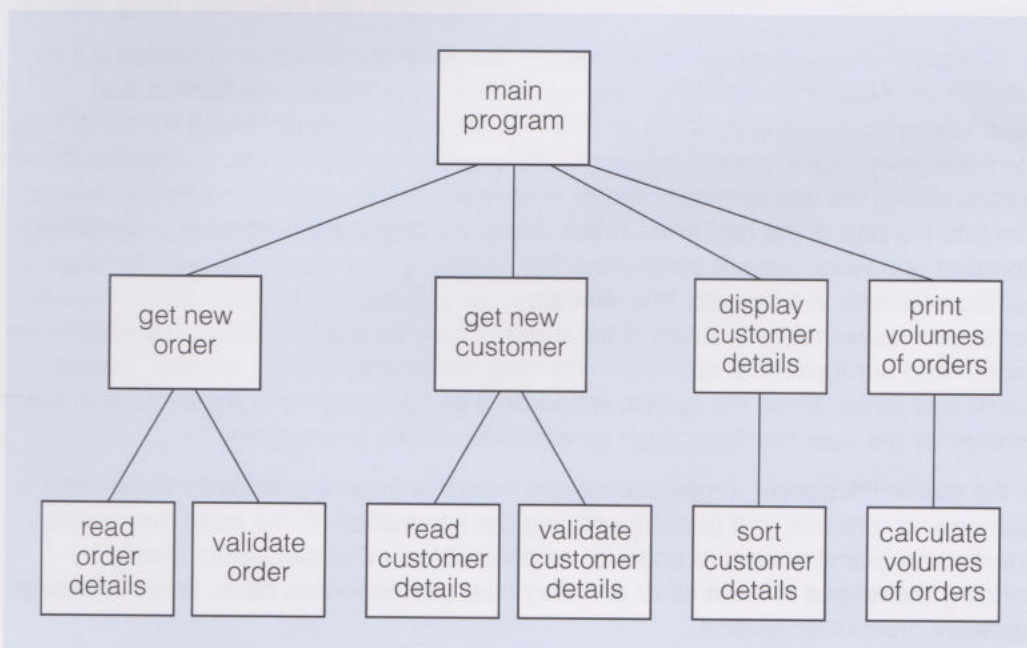 main
program
get new
order
get new
customer
display
customer
details
print
volumes
of orders
read
order
details
validate
order
read
customer
details
validate
customer
details
sort
customer
details
calculate
volumes
of orders